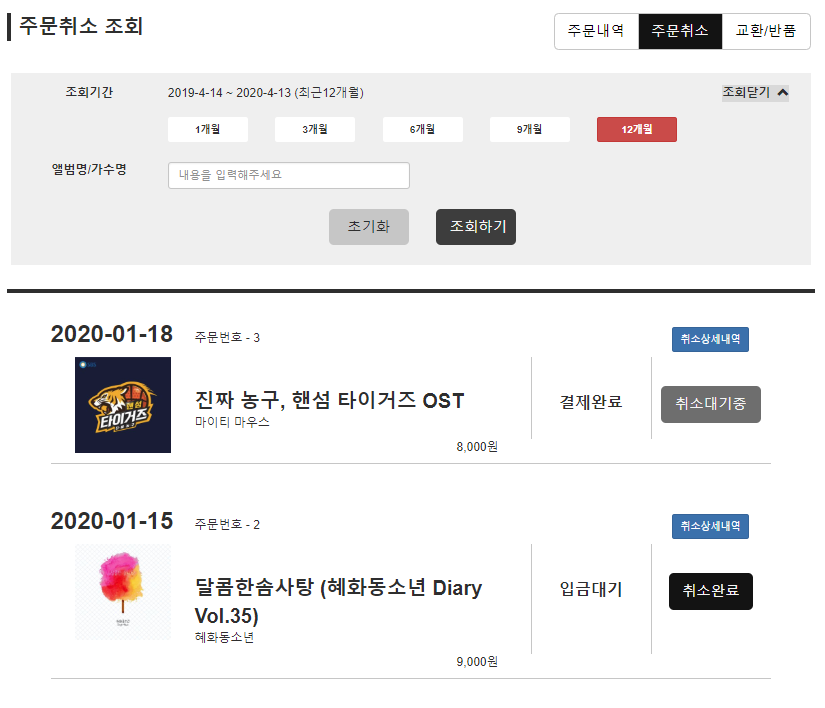 주문취소 조회
주문내역 주문취소 교환/반품
조회기간 2019-4-14 ~ 2020-4-13 (최근12개월) 조회닫기
1개월 3개월 6개월 9개월 12개월
앨범명/가수명 내용을 입력해주세요
초기화 조회하기
2020-01-18 주문번호 - 3 취소상세내역
핸섬
타이거즈
진짜 농구, 핸섬 타이거즈 OST
마이티 마우스
8,000원
결제완료
취소대기중
2020-01-15 주문번호 - 2 취소상세내역
달콤한솜사탕 (혜화동소년 Diary
Vol.35)
혜화동소년
9,000원
입금대기
취소완료